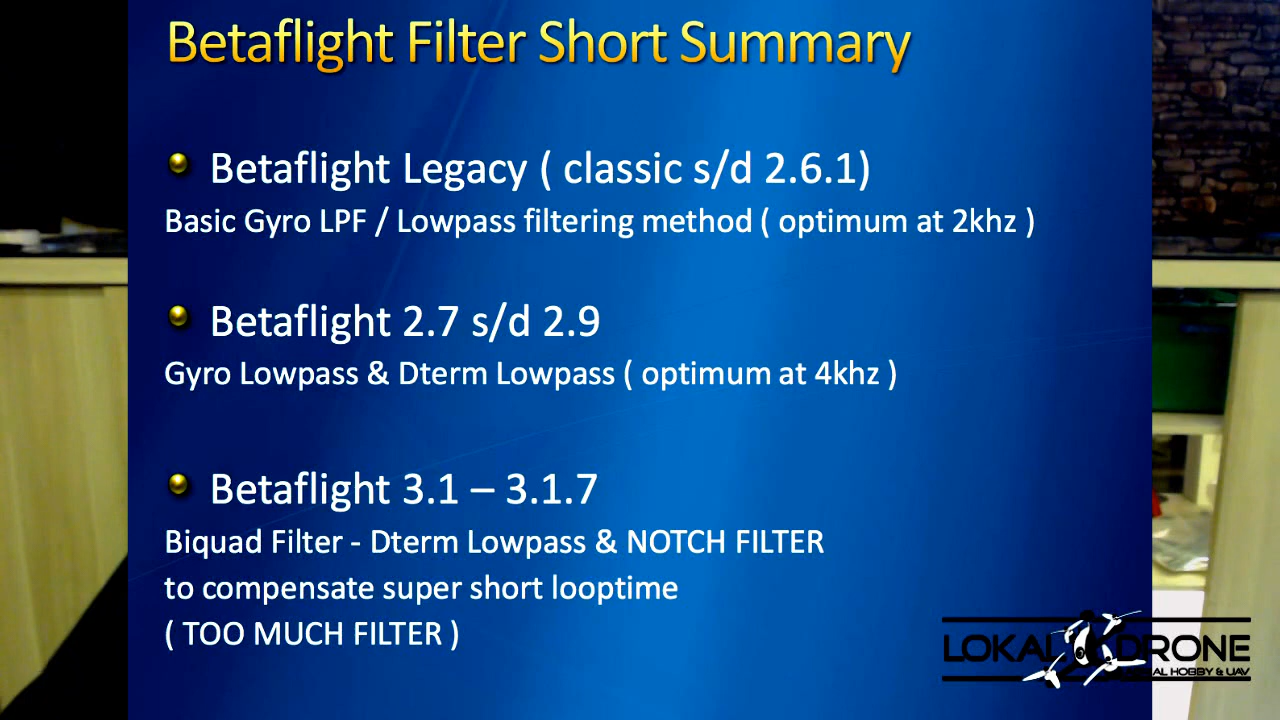 Betaflight Filter Short Summary
Betaflight Legacy ( classic s/d 2.6.1)
Basic Gyro LPF / Lowpass filtering method ( optimum at 2khz )
Betaflight 2.7 s/d 2.9
Gyro Lowpass & Dterm Lowpass ( optimum at 4khz )
Betaflight 3.1 – 3.1.7
Biquad Filter - Dterm Lowpass & NOTCH FILTER
to compensate super short looptime
( TOO MUCH FILTER )
LOKAL DRONE
HOBBY & UAV